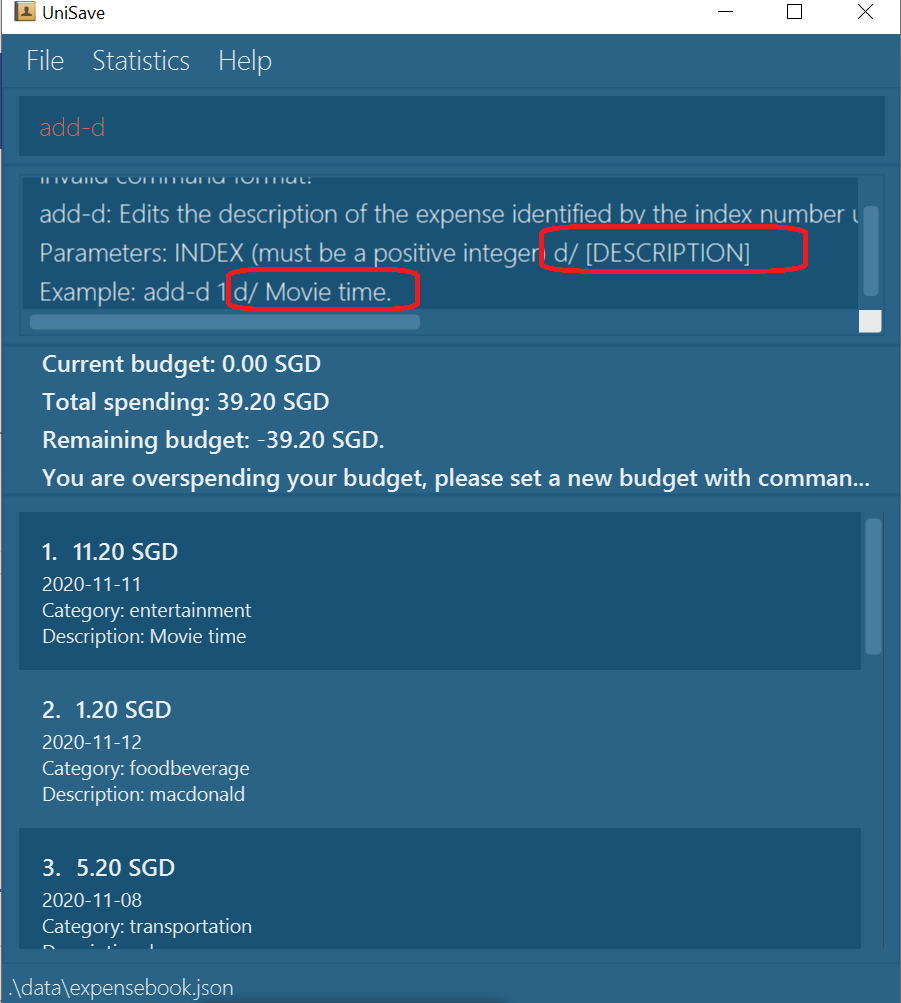 UniSave
File Statistics Help
add-d
Invalid command format!
add-d: Edits the description of the expense identified by the index number
Parameters: INDEX (must be a positive integer) d/ [DESCRIPTION]
Example: add-d 1 d/ Movie time.
Current budget: 0.00 SGD
Total spending: 39.20 SGD
Remaining budget: -39.20 SGD.
You are overspending your budget, please set a new budget with comman...
1. 11.20 SGD
2020-11-11
Category: entertainment
Description: Movie time
2. 1.20 SGD
2020-11-12
Category: foodbeverage
Description: macdonald
3. 5.20 SGD
2020-11-08
Category: transportation
.\data\expensebook.json